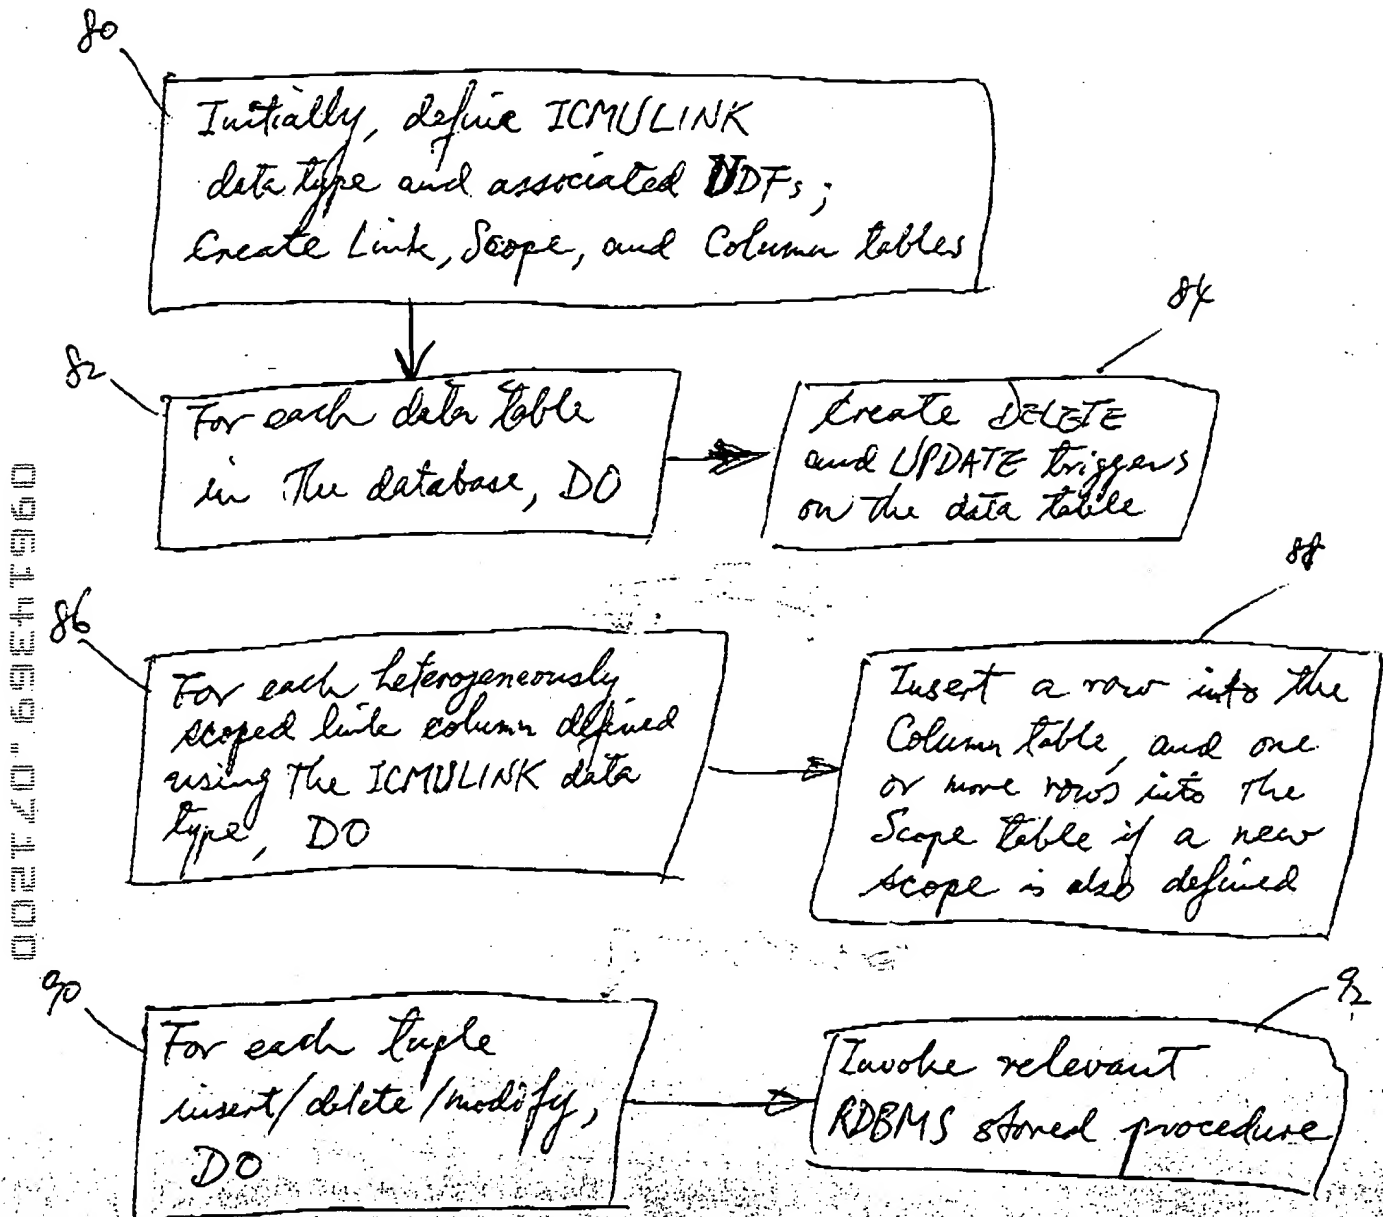 80
Initially, define ICMULINK
data type and associated UDFs;
Create Link, Scope, and Column tables
82
For each data table
in the database, DO
84
Create DELETE
and UPDATE triggers
on the data table
86
For each heterogeneously
scoped link column defined
using the ICMULINK data
type, DO
88
Insert a row into the
Column table, and one
or more rows into the
Scope table if a new
scope is also defined
90
For each tuple
insert/delete/modify,
DO
92
Invoke relevant
RDBMS stored procedure
09614369.071200